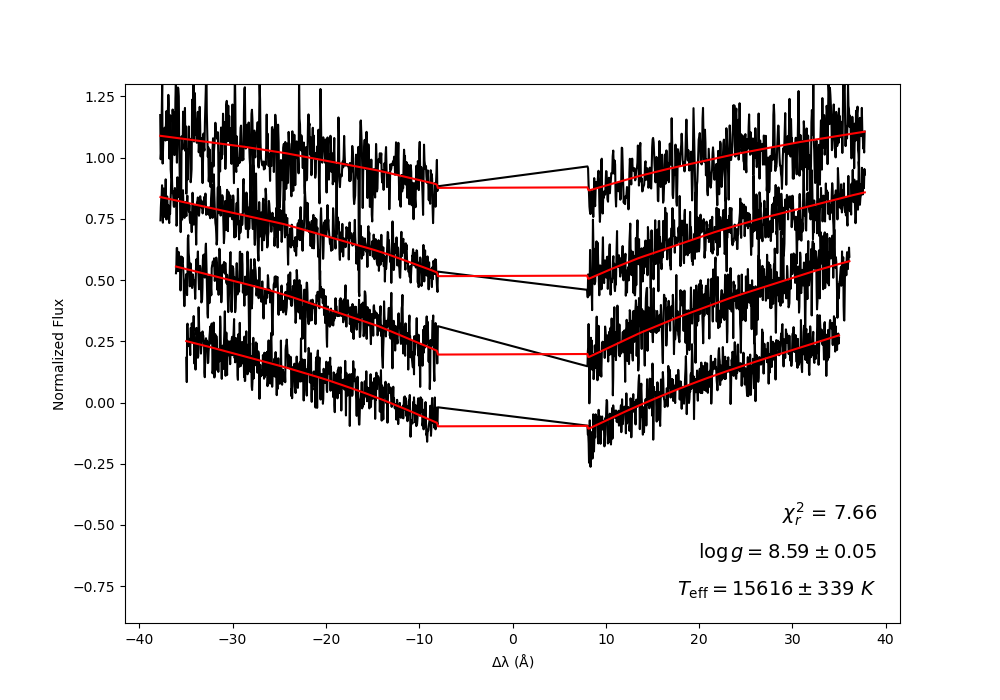 1.25
1.00
0.75
0.50
0.25
0.00
−0.25
−0.50
−0.75
Normalized Flux
χ²ᵣ = 7.66
log g = 8.59 ± 0.05
T_eff = 15616 ± 339 K
−40 −30 −20 −10 0 10 20 30 40
Δλ (Å)